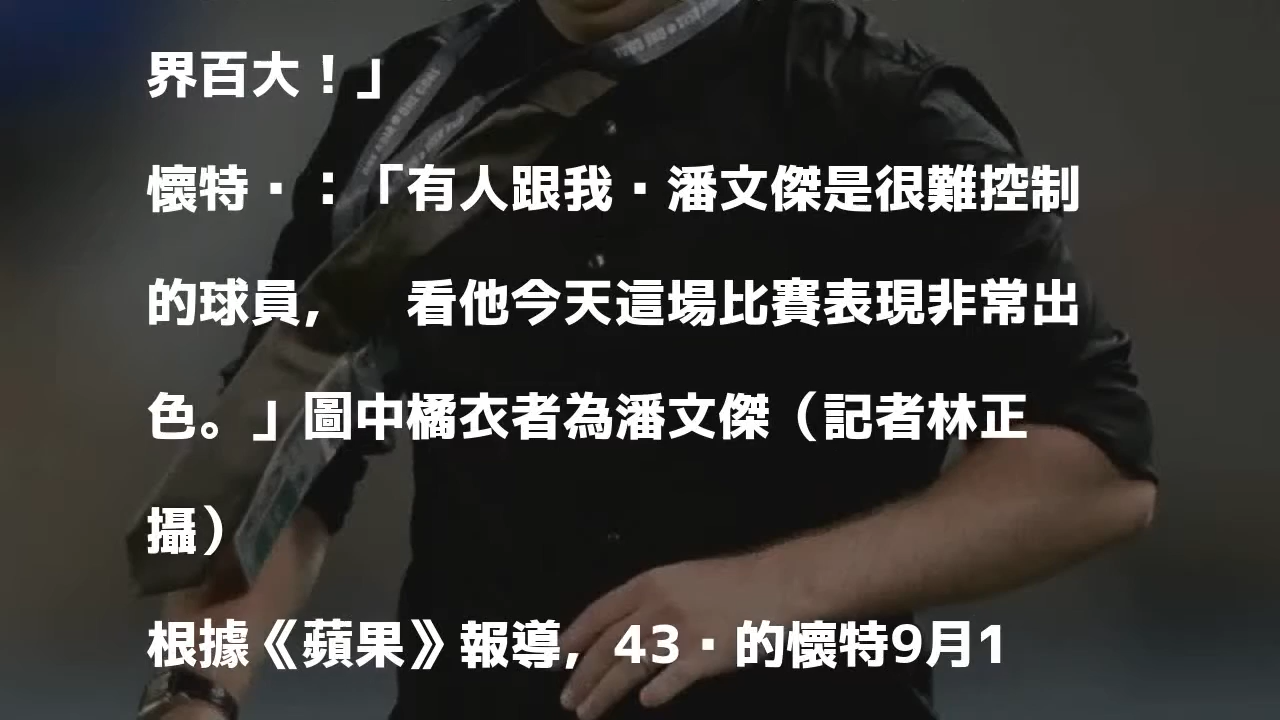 界百大！」
懷特▪：「有人跟我▪潘文傑是很難控制
的球員，　看他今天這場比賽表現非常出
色。」圖中橘衣者為潘文傑（記者林正
攝）
根據《蘋果》報導，43▪的懷特9月1